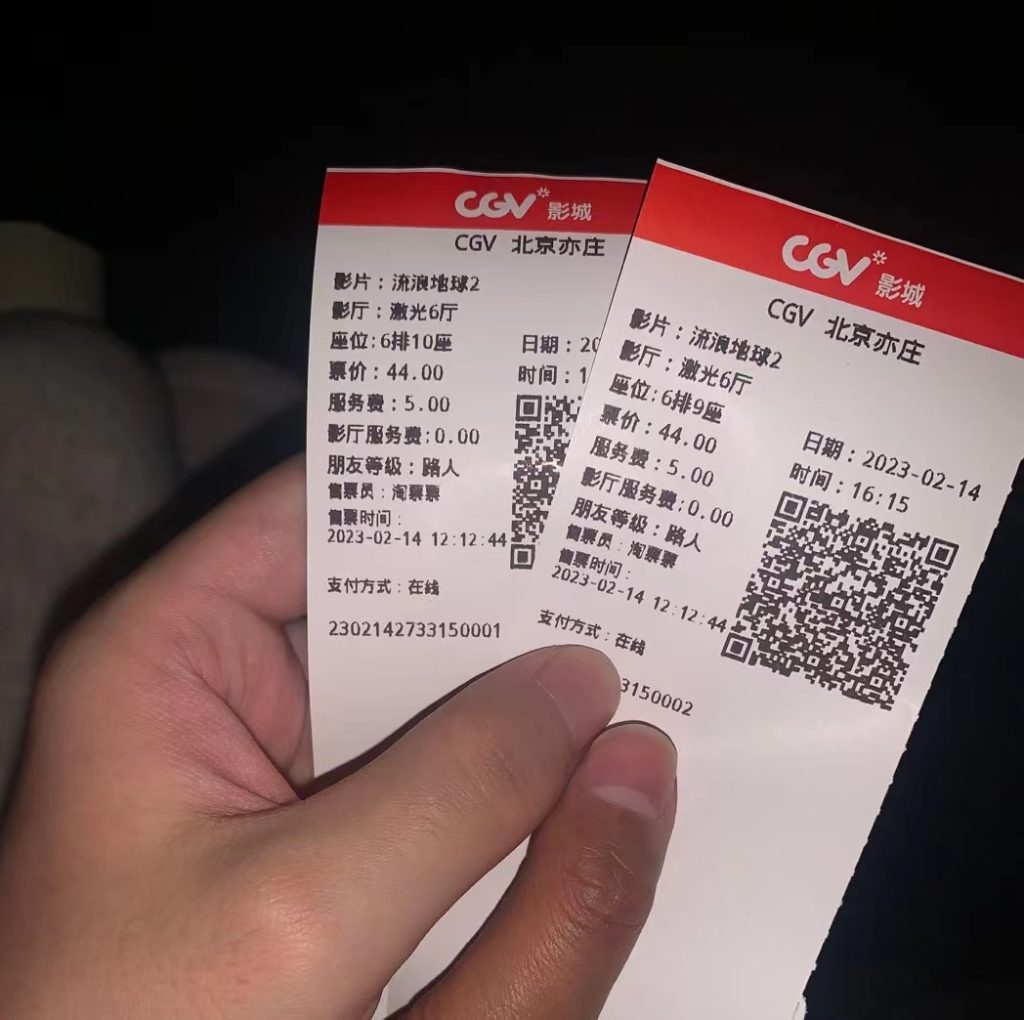 CGV 影城
CGV 北京亦庄
影片：流浪地球2
影厅：激光6厅
座位:6排10座
日期：20
票价：44.00
时间：1
服务费：5.00
影厅服务费:0.00
朋友等级：路人
售票员：淘票票
售票时间：
2023-02-14 12:12:44
支付方式：在线
2302142733150001
CGV 影城
CGV 北京亦庄
影片：流浪地球2
影厅：激光6厅
座位:6排9座
票价：44.00
日期：2023-02-14
服务费：5.00
时间：16:15
影厅服务费:0.00
朋友等级：路人
售票员：淘票票
售票时间：
2023-02-14 12:12:44
支付方式：在线
3150002